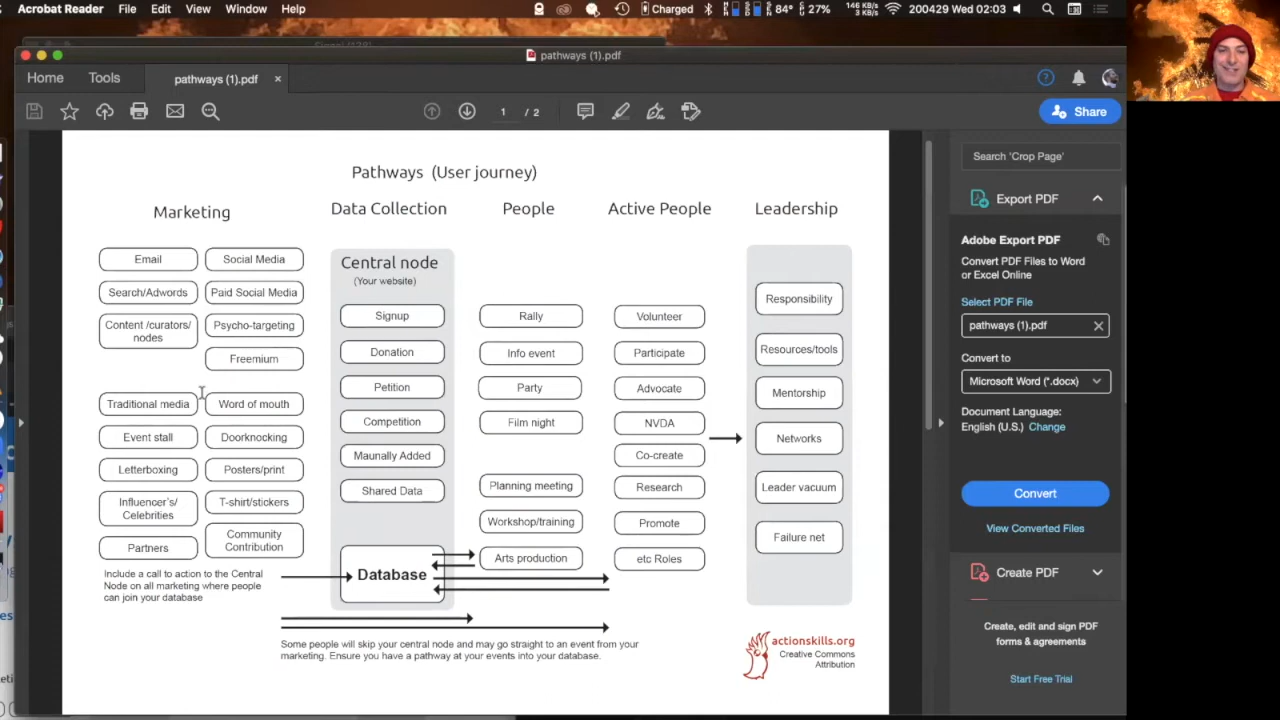 Acrobat Reader File Edit View Window Help Charged 84° 27% 146 KB/s 3 KB/s 200429 Wed 02:03
pathways (1).pdf
Home Tools pathways (1).pdf
1 / 2 Share
Pathways (User journey)
Marketing
Email
Social Media
Search/Adwords
Paid Social Media
Content /curators/
nodes
Psycho-targeting
Freemium
Traditional media
Word of mouth
Event stall
Doorknocking
Letterboxing
Posters/print
Influencer's/
Celebrities
T-shirt/stickers
Partners
Community
Contribution
Include a call to action to the Central
Node on all marketing where people
can join your database
Data Collection
Central node
(Your website)
Signup
Donation
Petition
Competition
Maunally Added
Shared Data
Database
People
Rally
Info event
Party
Film night
Planning meeting
Workshop/training
Arts production
Active People
Volunteer
Participate
Advocate
NVDA
Co-create
Research
Promote
etc Roles
Leadership
Responsibility
Resources/tools
Mentorship
Networks
Leader vacuum
Failure net
Some people will skip your central node and may go straight to an event from your
marketing. Ensure you have a pathway at your events into your database.
actionskills.org
Creative Commons
Attribution
Search 'Crop Page'
Export PDF
Adobe Export PDF
Convert PDF Files to Word
or Excel Online
Select PDF File
pathways (1).pdf
Convert to
Microsoft Word (*.docx)
Document Language:
English (U.S.) Change
Convert
View Converted Files
Create PDF
Create, edit and sign PDF
forms & agreements
Start Free Trial